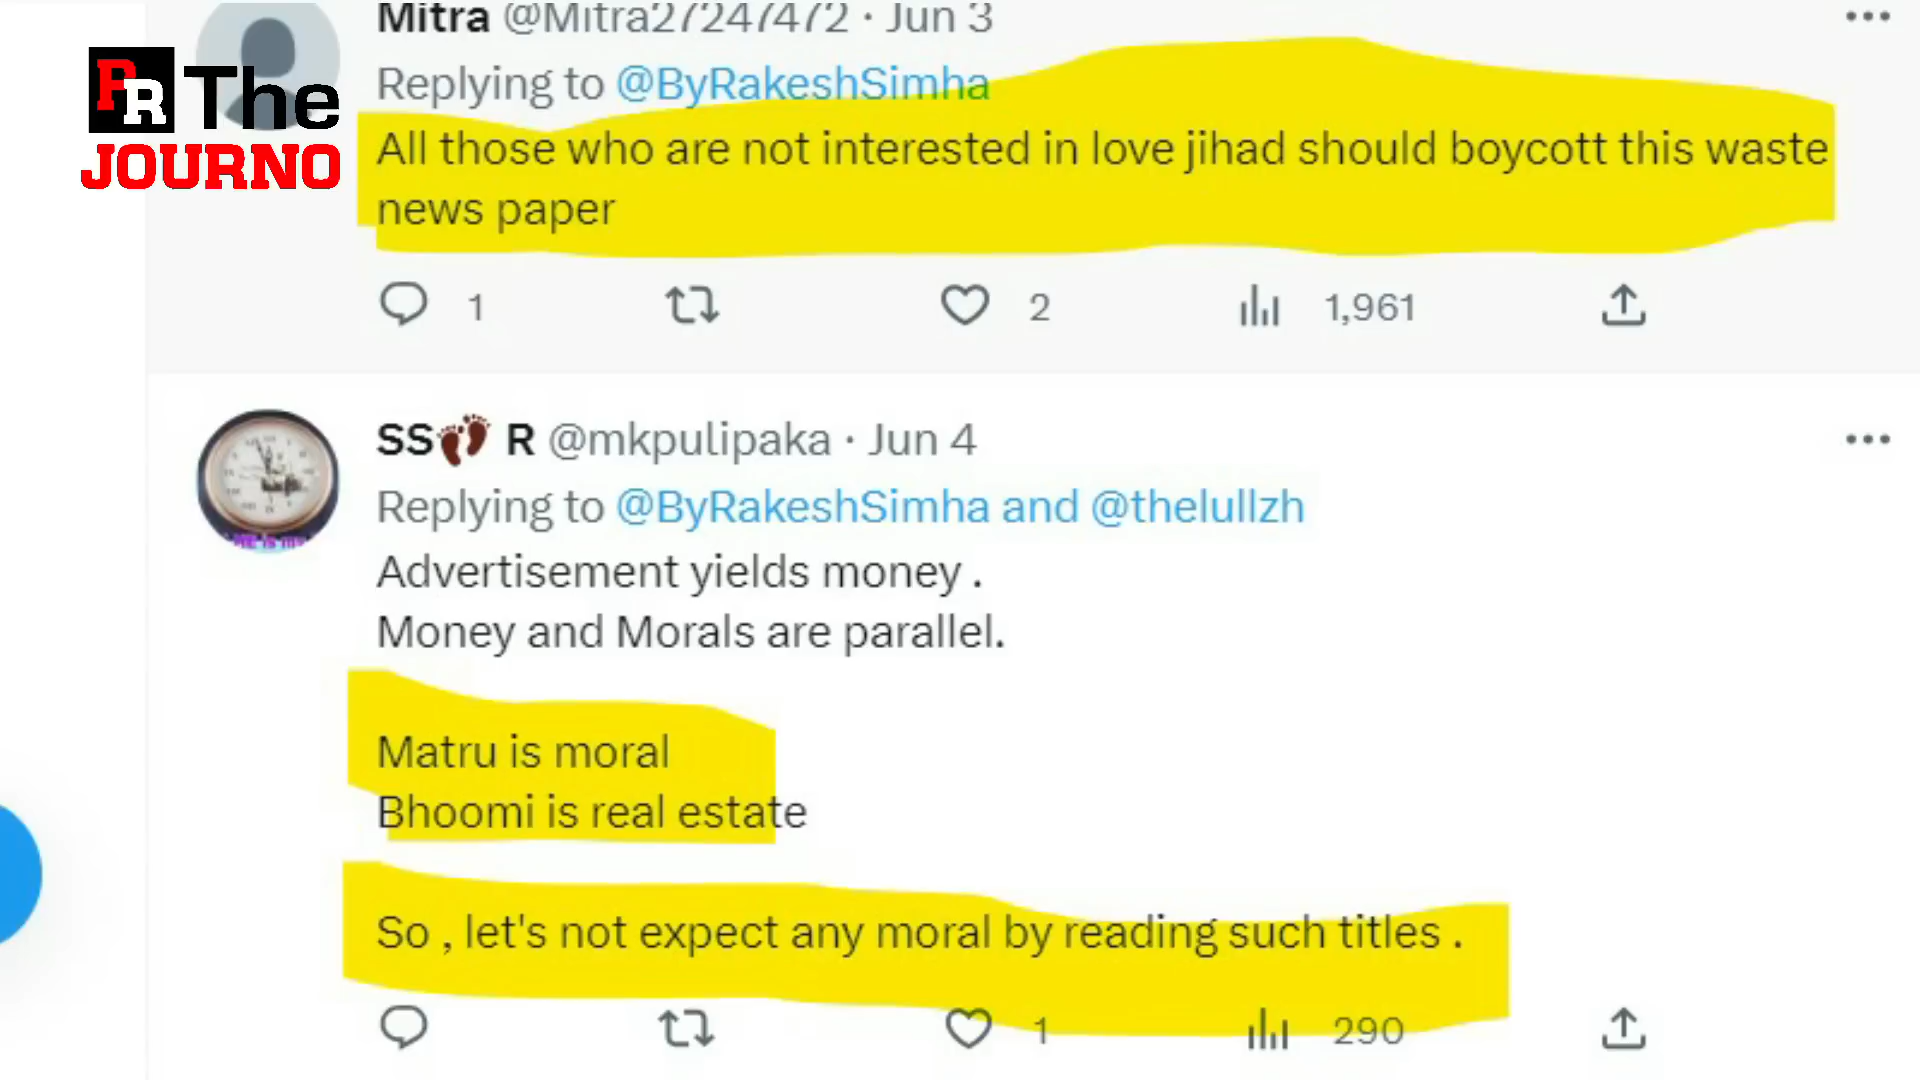 Mitra @Mitra27247472 · Jun 3
PR The
JOURNO
Replying to @ByRakeshSimha
All those who are not interested in love jihad should boycott this waste
news paper
1 2 1,961
SS👣 R @mkpulipaka · Jun 4
Replying to @ByRakeshSimha and @thelullzh
Advertisement yields money .
Money and Morals are parallel.
Matru is moral
Bhoomi is real estate
So , let's not expect any moral by reading such titles .
1 290